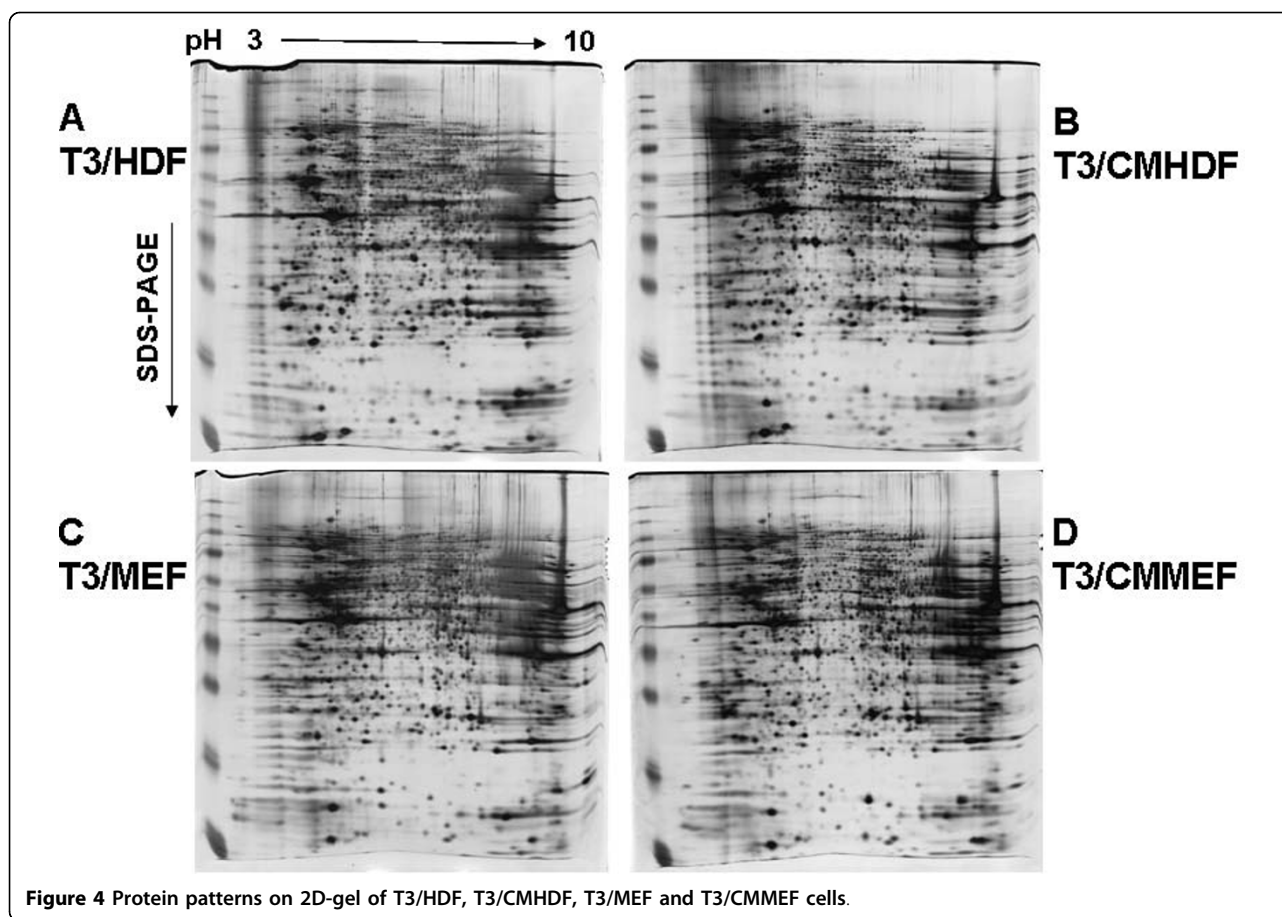 pH 3 10
A
T3/HDF
B
T3/CMHDF
SDS-PAGE
C
T3/MEF
D
T3/CMMEF
Figure 4 Protein patterns on 2D-gel of T3/HDF, T3/CMHDF, T3/MEF and T3/CMMEF cells.